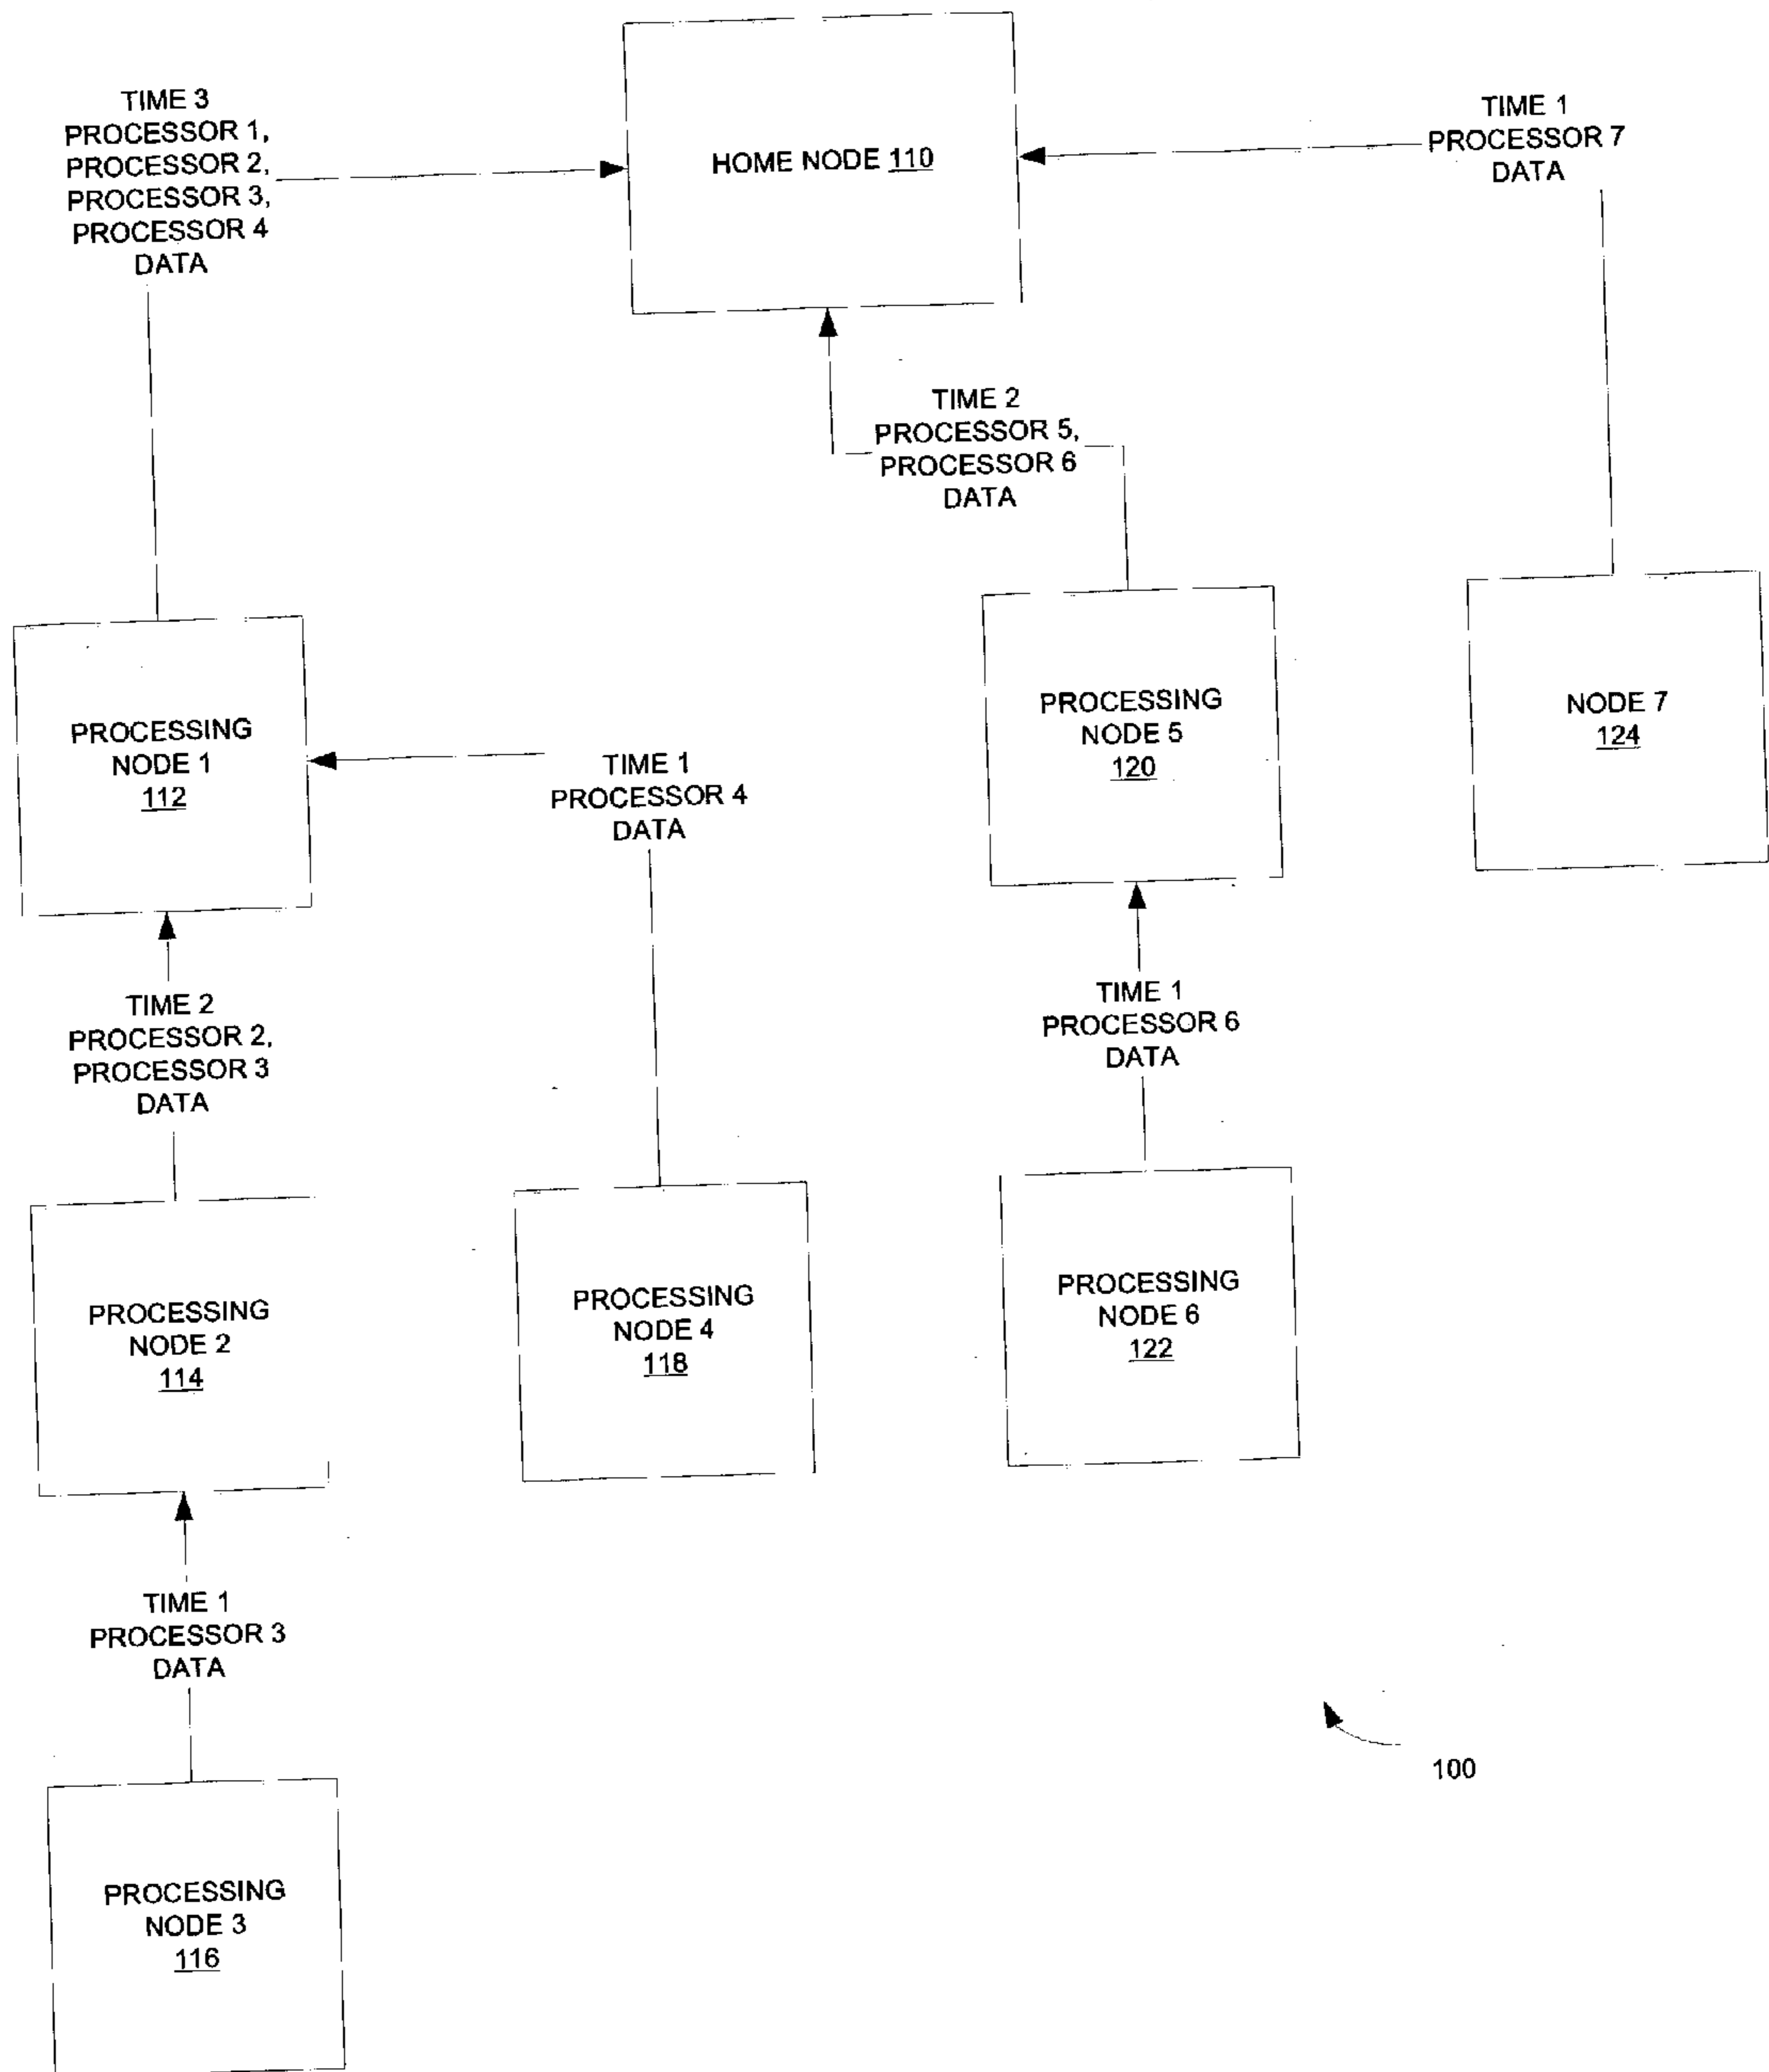 TIME 3
PROCESSOR 1,
PROCESSOR 2,
PROCESSOR 3,
PROCESSOR 4
DATA
HOME NODE 110
TIME 1
PROCESSOR 7
DATA
TIME 2
PROCESSOR 5,
PROCESSOR 6
DATA
PROCESSING
NODE 1
112
TIME 1
PROCESSOR 4
DATA
PROCESSING
NODE 5
120
NODE 7
124
TIME 2
PROCESSOR 2,
PROCESSOR 3
DATA
TIME 1
PROCESSOR 6
DATA
PROCESSING
NODE 2
114
PROCESSING
NODE 4
118
PROCESSING
NODE 6
122
TIME 1
PROCESSOR 3
DATA
100
PROCESSING
NODE 3
116